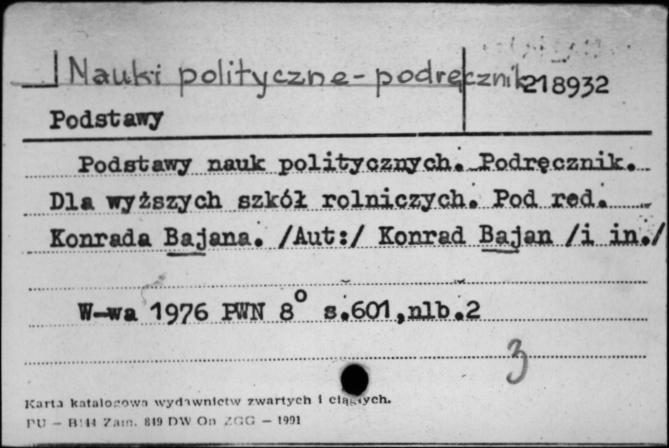 Nauki polityczne-podręcznik 218932
Podstawy
Podstawy nauk politycznych. Podręcznik.
Dla wyższych szkół rolniczych. Pod red.
Konrada Bajana. /Aut:/ Konrad Bajan /i in./
W-wa 1976 PWN 8° s.601,nlb.2
3
Karta katalogowa wydawnictw zwartych i ciągłych.
PU – B/44 Zam. 819 DW On ZGG – 1991